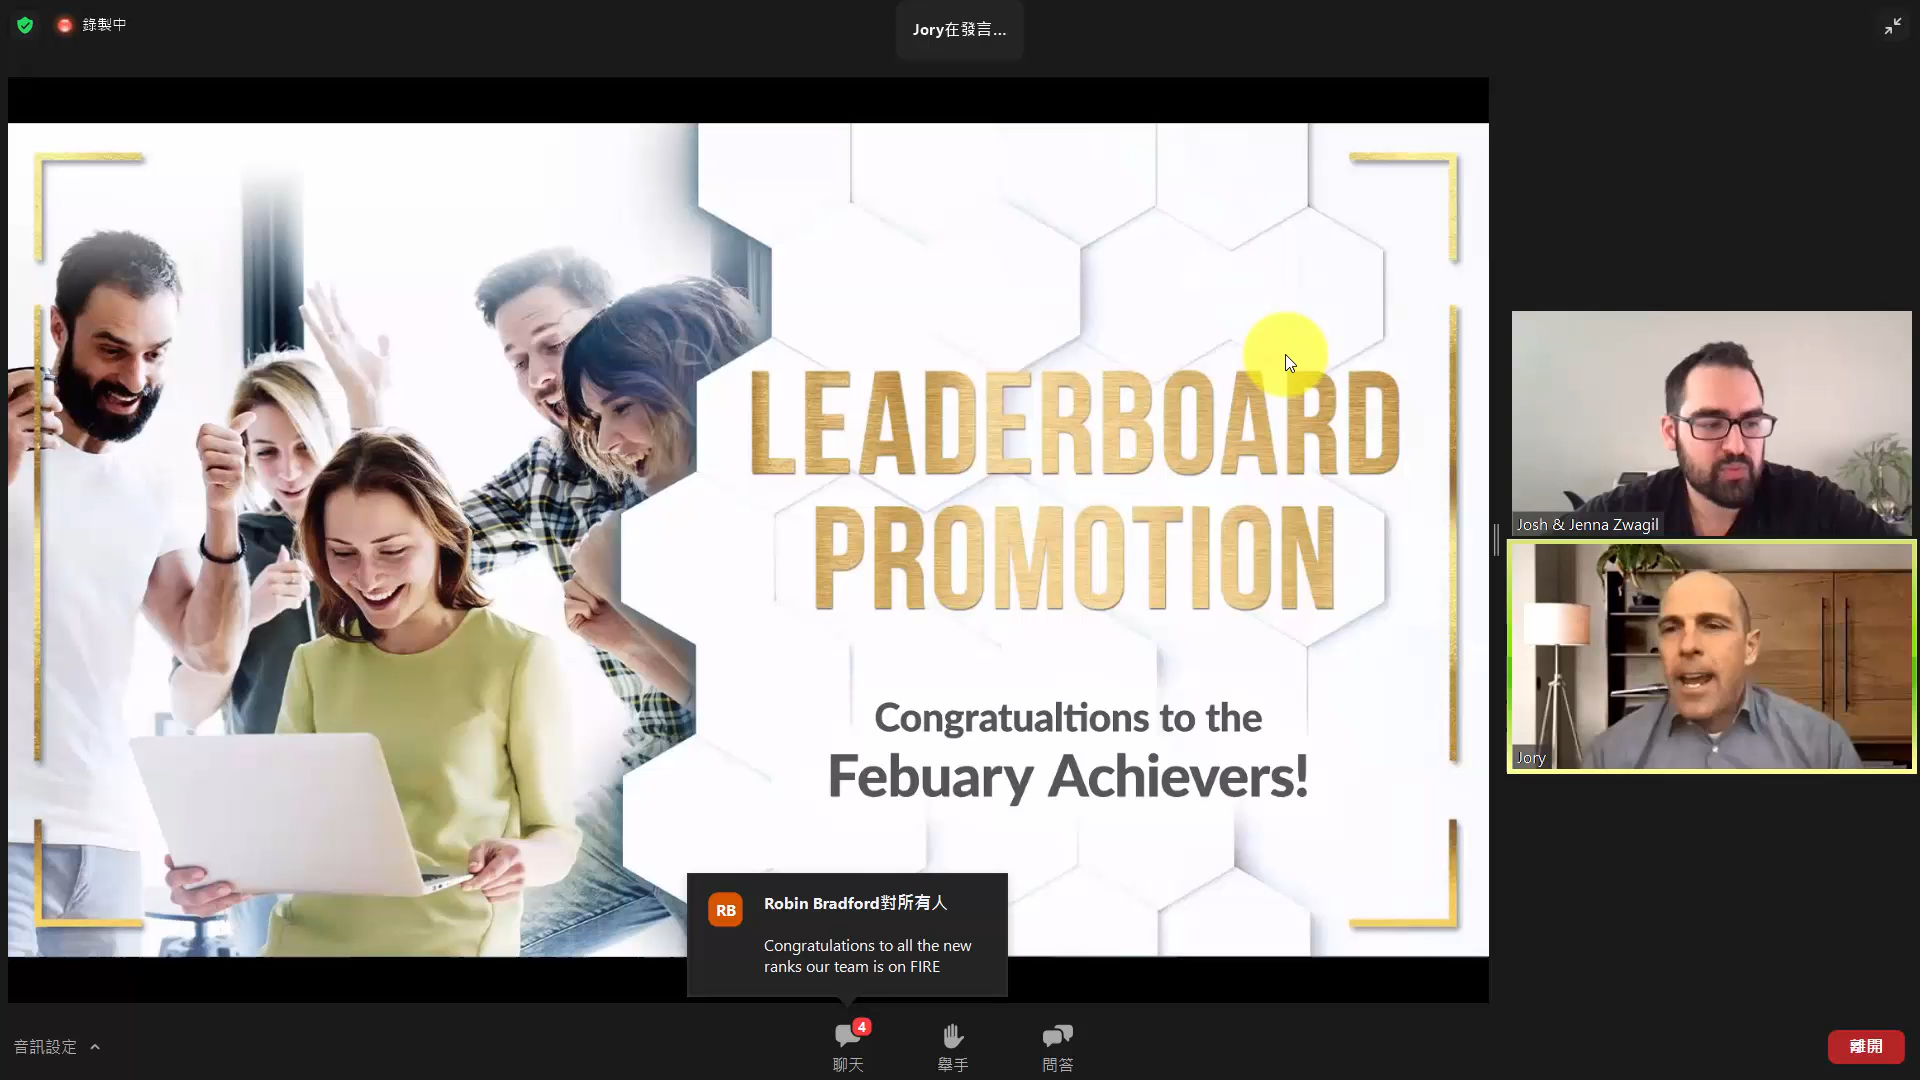 錄製中
Jory在發言...
LEADERBOARD
PROMOTION
Congratualtions to the
Febuary Achievers!
Josh & Jenna Zwagil
Jory
RB
Robin Bradford對所有人
Congratulations to all the new
ranks our team is on FIRE
音訊設定
4
聊天
舉手
問答
離開